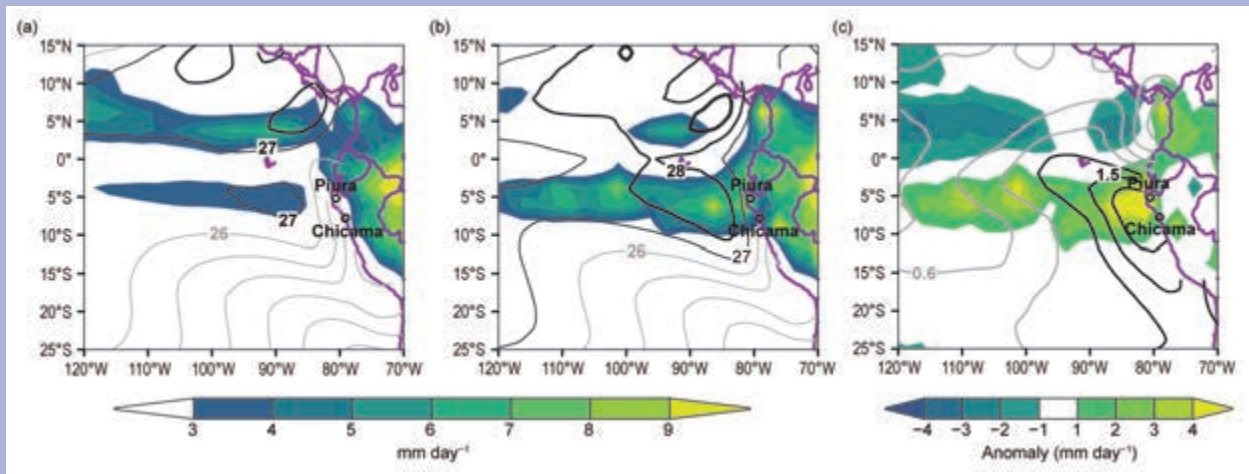 (a)
15°N
10°N
5°N
0°
5°S
10°S
15°S
20°S
25°S
120°W 110°W 100°W 90°W 80°W 70°W
27
27
26
Piura
Chicama
(b)
15°N
10°N
5°N
0°
5°S
10°S
15°S
20°S
25°S
120°W 110°W 100°W 90°W 80°W 70°W
28
Piura
Chicama
26
27
(c)
15°N
10°N
5°N
0°
5°S
10°S
15°S
20°S
25°S
120°W 110°W 100°W 90°W 80°W 70°W
1.5
Piura
Chicama
0.6
3 4 5 6 7 8 9
mm day⁻¹
−4 −3 −2 −1 1 2 3 4
Anomaly (mm day⁻¹)